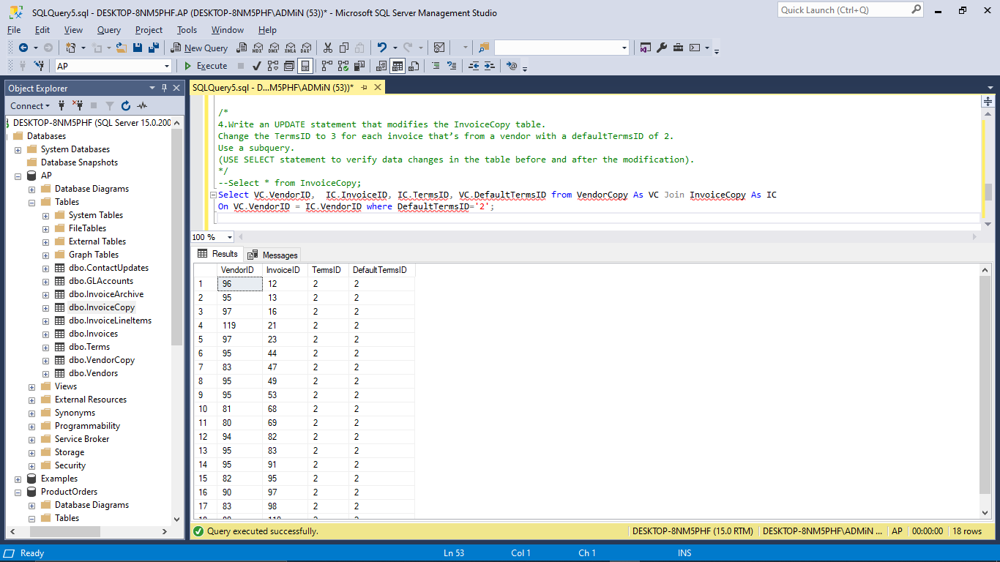 SQLQuery5.sql - DESKTOP-8NM5PHF.AP (DESKTOP-8NM5PHF\ADMiN (53))* - Microsoft SQL Server Management Studio
Quick Launch (Ctrl+Q)
File Edit View Query Project Tools Window Help
New Query MDX DMX XMLA DAX
AP Execute
Object Explorer
Connect
DESKTOP-8NM5PHF (SQL Server 15.0.200
Databases
System Databases
Database Snapshots
AP
Database Diagrams
Tables
System Tables
FileTables
External Tables
Graph Tables
dbo.ContactUpdates
dbo.GLAccounts
dbo.InvoiceArchive
dbo.InvoiceCopy
dbo.InvoiceLineItems
dbo.Invoices
dbo.Terms
dbo.VendorCopy
dbo.Vendors
Views
External Resources
Synonyms
Programmability
Service Broker
Storage
Security
Examples
ProductOrders
Database Diagrams
Tables
SQLQuery5.sql - D...M5PHF\ADMiN (53))*
/*
4.Write an UPDATE statement that modifies the InvoiceCopy table.
Change the TermsID to 3 for each invoice that’s from a vendor with a defaultTermsID of 2.
Use a subquery.
(USE SELECT statement to verify data changes in the table before and after the modification).
*/
--Select * from InvoiceCopy;
Select VC.VendorID, IC.InvoiceID, IC.TermsID, VC.DefaultTermsID from VendorCopy As VC Join InvoiceCopy As IC
On VC.VendorID = IC.VendorID where DefaultTermsID='2';
100 %
Results Messages
VendorID InvoiceID TermsID DefaultTermsID
1 96 12 2 2
2 95 13 2 2
3 97 16 2 2
4 119 21 2 2
5 97 23 2 2
6 95 44 2 2
7 83 47 2 2
8 95 49 2 2
9 95 53 2 2
10 81 68 2 2
11 80 69 2 2
12 94 82 2 2
13 95 83 2 2
14 95 91 2 2
15 82 95 2 2
16 90 97 2 2
17 83 98 2 2
Query executed successfully.
DESKTOP-8NM5PHF (15.0 RTM) DESKTOP-8NM5PHF\ADMiN ... AP 00:00:00 18 rows
Ready Ln 53 Col 1 Ch 1 INS